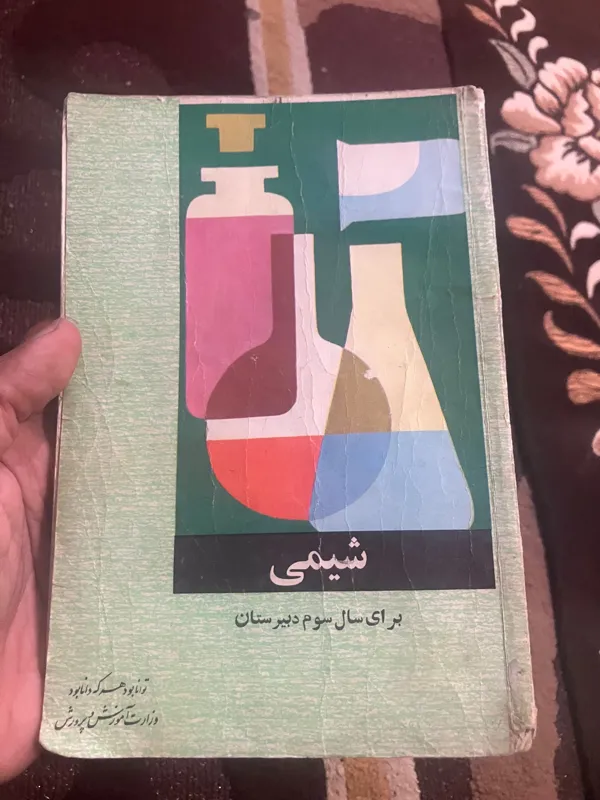 شیمی
برای سال سوم دبیرستان
توانا بود هر که دانا بود
وزارت آموزش و پرورش